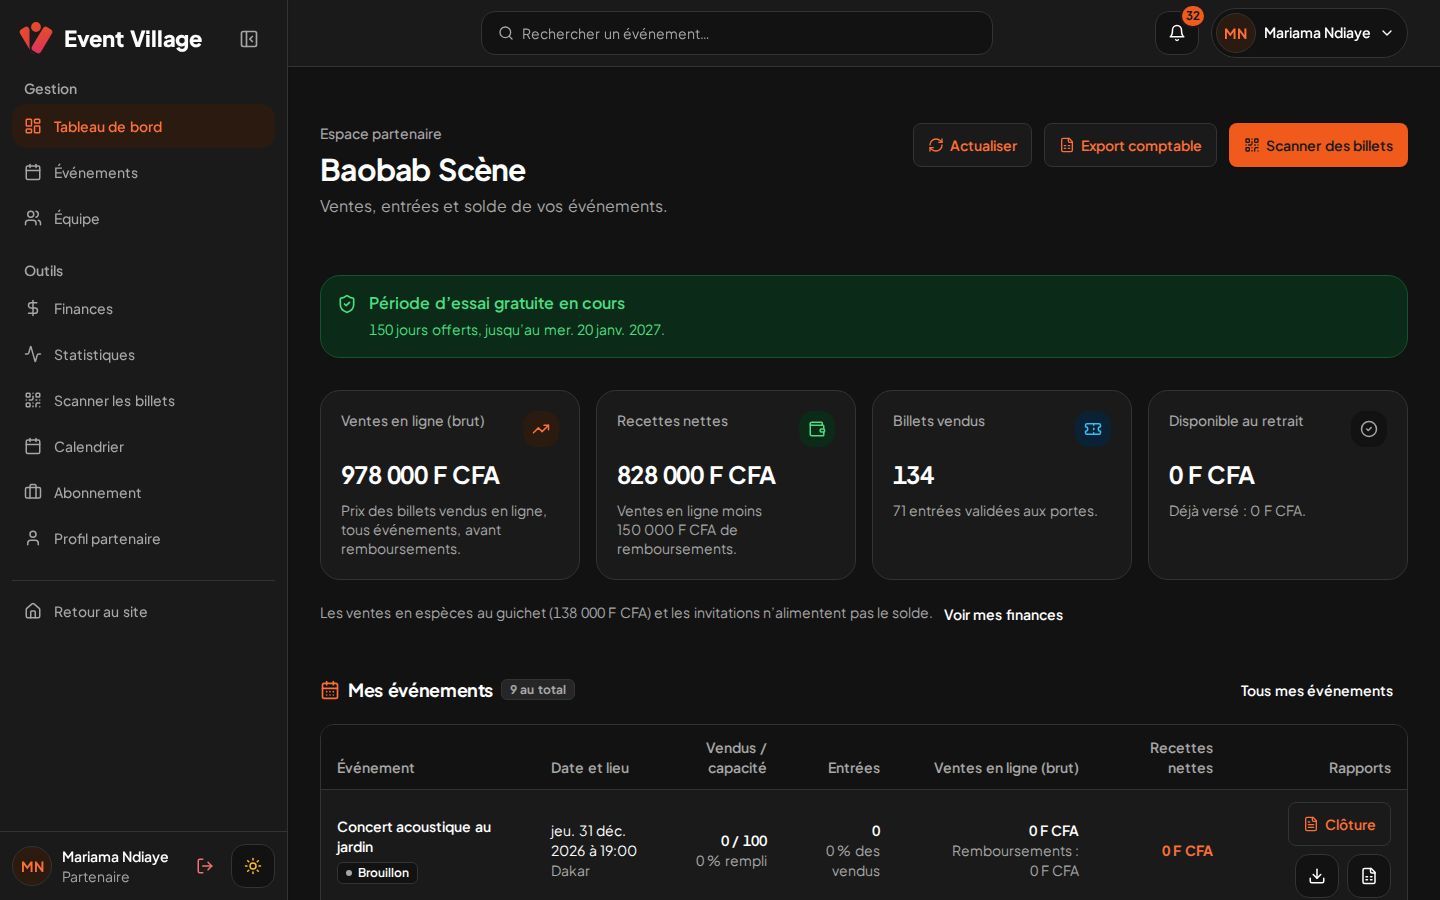 Event Village
Rechercher un événement...
32
MN
Mariama Ndiaye
Gestion
Tableau de bord
Événements
Équipe
Outils
Finances
Statistiques
Scanner les billets
Calendrier
Abonnement
Profil partenaire
Retour au site
MN
Mariama Ndiaye
Partenaire
Espace partenaire
Baobab Scène
Ventes, entrées et solde de vos événements.
Actualiser
Export comptable
Scanner des billets
Période d’essai gratuite en cours
150 jours offerts, jusqu’au mer. 20 janv. 2027.
Ventes en ligne (brut)
978 000 F CFA
Prix des billets vendus en ligne,
tous événements, avant
remboursements.
Recettes nettes
828 000 F CFA
Ventes en ligne moins
150 000 F CFA de
remboursements.
Billets vendus
134
71 entrées validées aux portes.
Disponible au retrait
0 F CFA
Déjà versé : 0 F CFA.
Les ventes en espèces au guichet (138 000 F CFA) et les invitations n’alimentent pas le solde.
Voir mes finances
Mes événements
9 au total
Tous mes événements
Événement
Date et lieu
Vendus /
capacité
Entrées
Ventes en ligne (brut)
Recettes
nettes
Rapports
Concert acoustique au
jardin
Brouillon
jeu. 31 déc.
2026 à 19:00
Dakar
0 / 100
0 % rempli
0
0 % des
vendus
0 F CFA
Remboursements :
0 F CFA
0 F CFA
Clôture